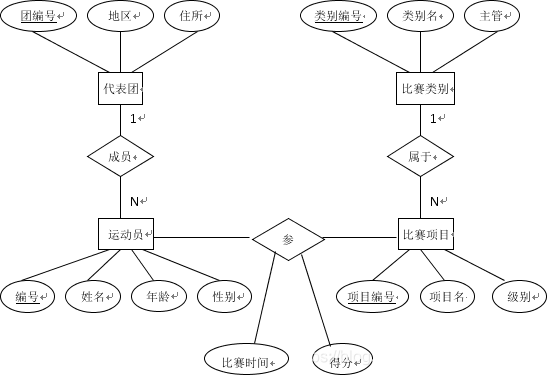 团编号 地区 住所 类别编号 类别名 主管
代表团 比赛类别
1 1
成员 属于
N N
运动员 参 比赛项目
编号 姓名 年龄 性别 项目编号 项目名 级别
比赛时间 得分